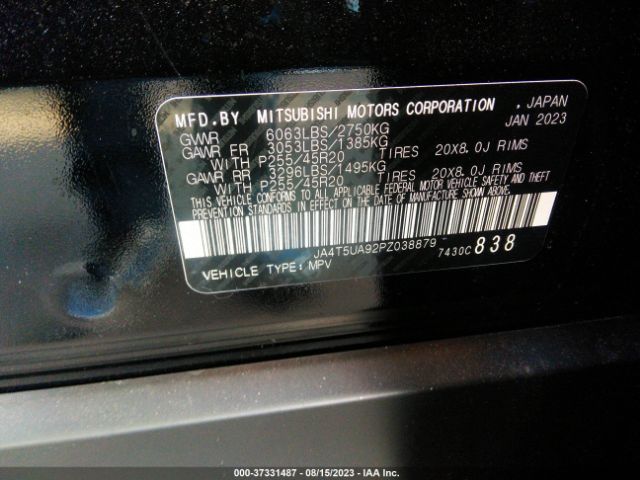 MFD.BY MITSUBISHI MOTORS CORPORATION , JAPAN
GVWR 6063LBS/2750KG JAN 2023
GAWR FR 3053LBS/1385KG
WITH P255/45R20 TIRES 20X8.0J RIMS
GAWR RR 3296LBS/1495KG
WITH P255/45R20 TIRES 20X8.0J RIMS
THIS VEHICLE CONFORMS TO ALL APPLICABLE FEDERAL MOTOR VEHICLE SAFETY AND THEFT
PREVENTION STANDARDS IN EFFECT ON THE DATE OF MANUFACTURE SHOWN ABOVE.
JA4T5UA92PZ038879 7430C 838
VEHICLE TYPE: MPV
000-37331487 - 08/15/2023 - IAA Inc.